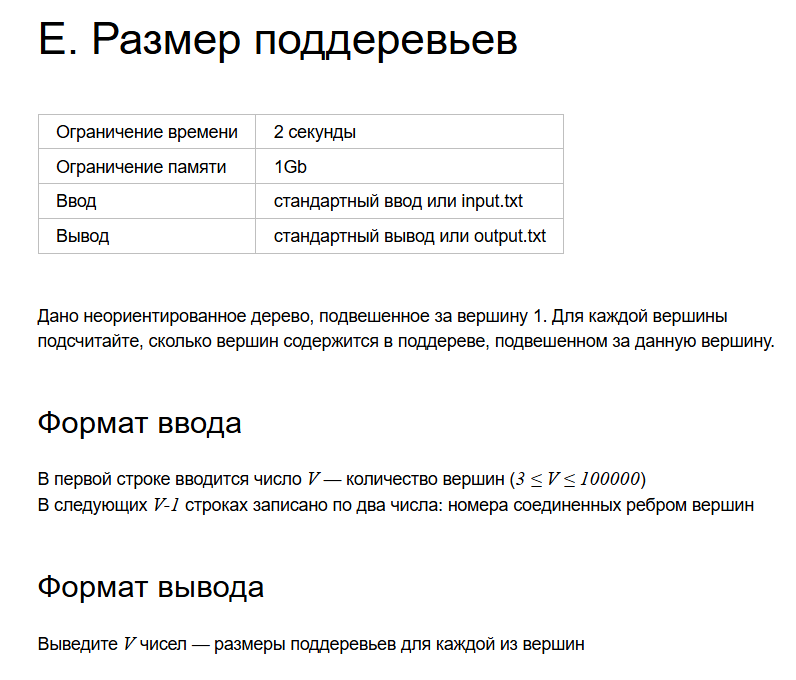 Е. Размер поддеревьев
Ограничение времени 2 секунды
Ограничение памяти 1Gb
Ввод стандартный ввод или input.txt
Вывод стандартный вывод или output.txt
Дано неориентированное дерево, подвешенное за вершину 1. Для каждой вершины
подсчитайте, сколько вершин содержится в поддереве, подвешенном за данную вершину.
Формат ввода
В первой строке вводится число V — количество вершин (3 ≤ V ≤ 100000)
В следующих V-1 строках записано по два числа: номера соединенных ребром вершин
Формат вывода
Выведите V чисел — размеры поддеревьев для каждой из вершин